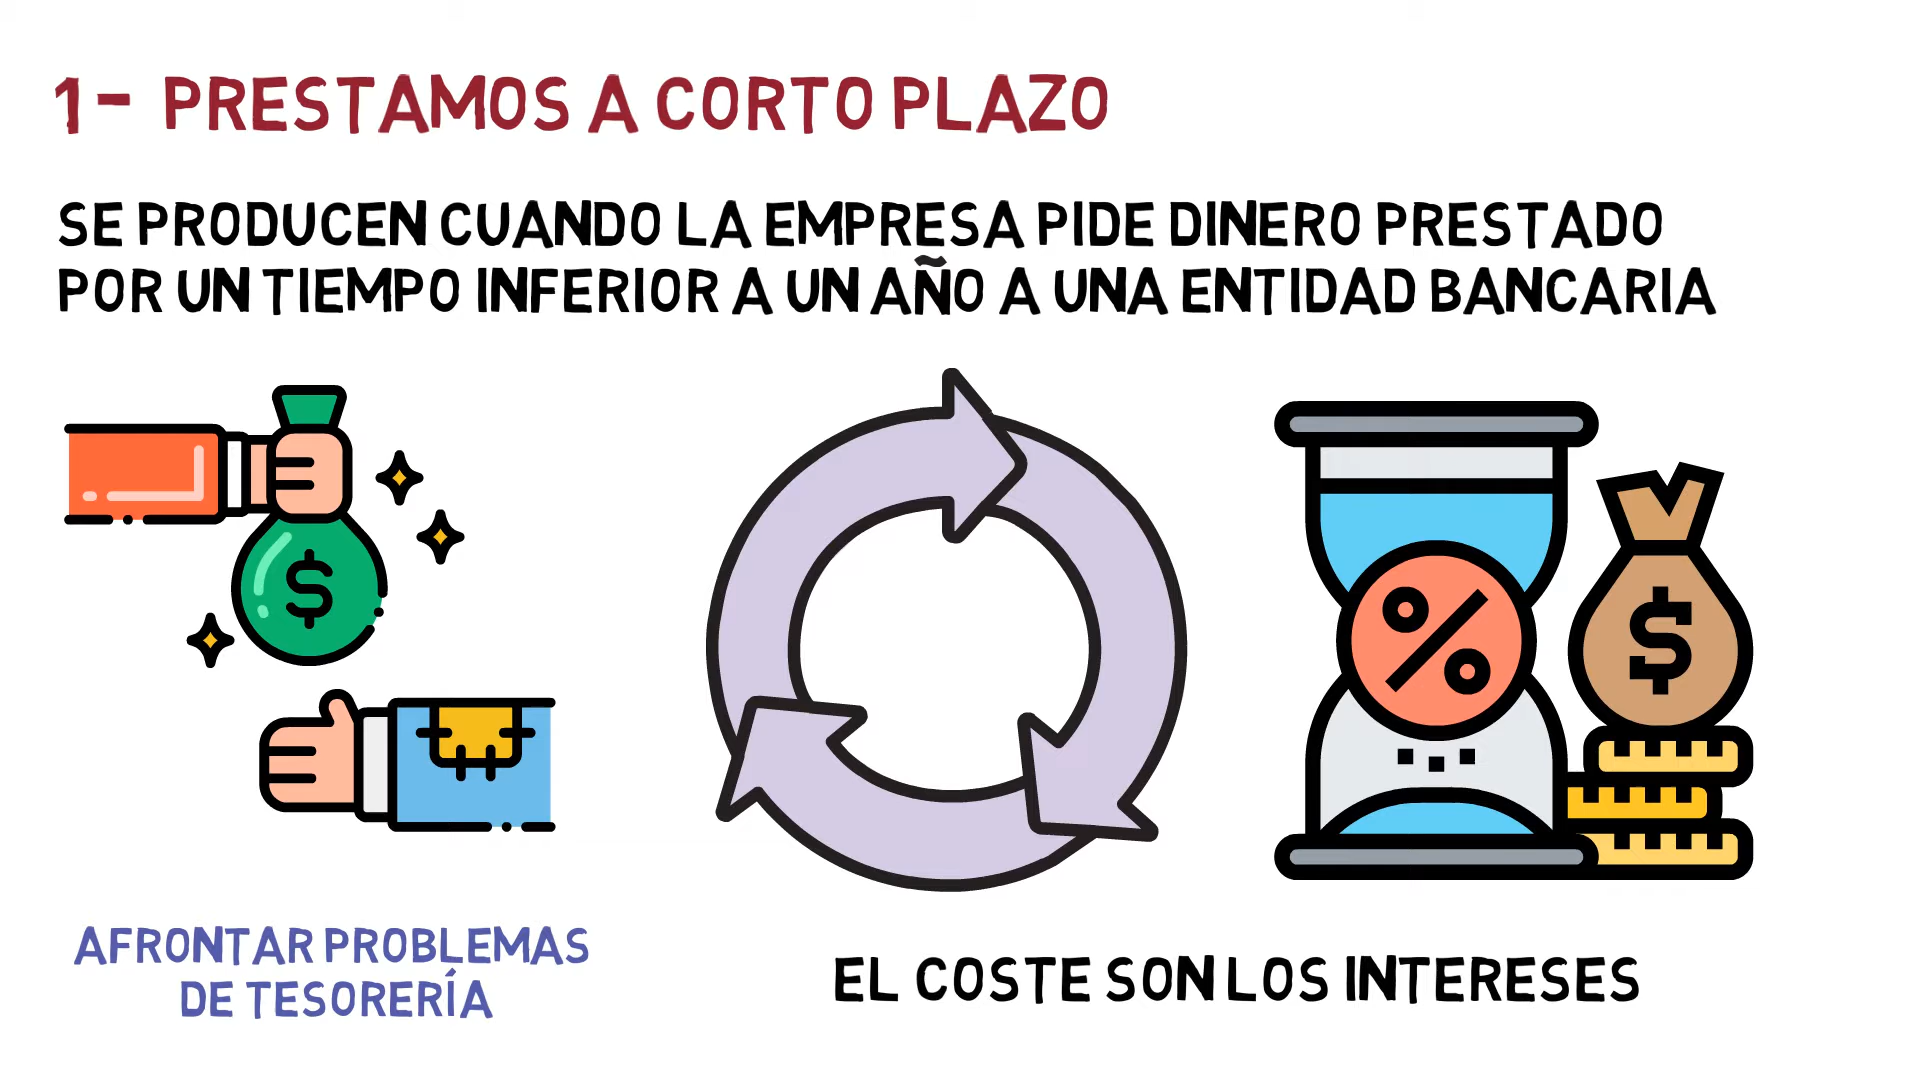 1- PRESTAMOS A CORTO PLAZO
SE PRODUCEN CUANDO LA EMPRESA PIDE DINERO PRESTADO
POR UN TIEMPO INFERIOR A UN AÑO A UNA ENTIDAD BANCARIA
$
%
$
AFRONTAR PROBLEMAS
DE TESORERÍA
EL COSTE SON LOS INTERESES